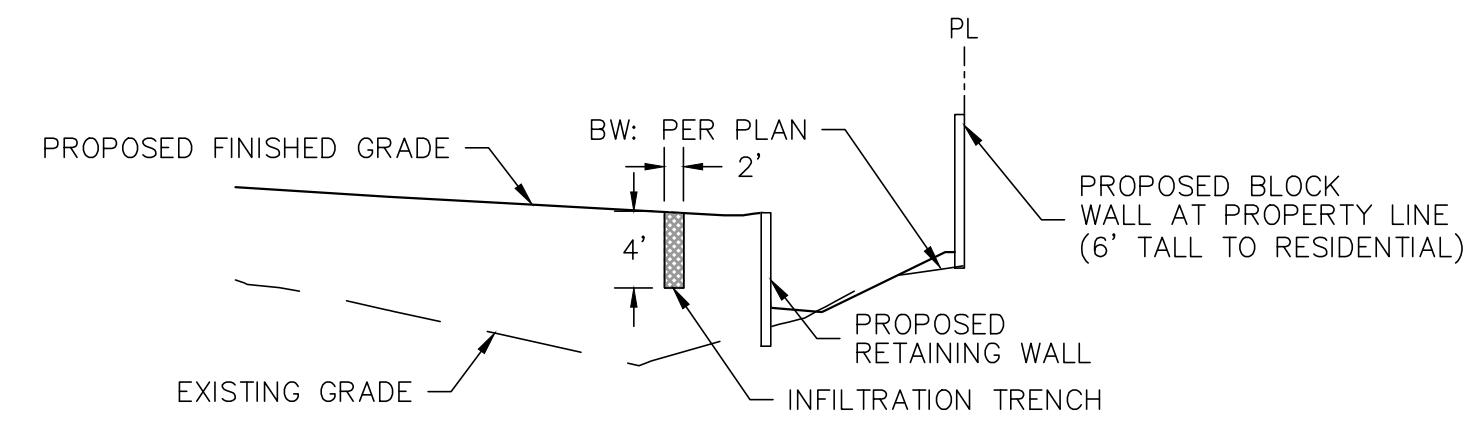 PL
BW: PER PLAN
2'
PROPOSED FINISHED GRADE
4'
PROPOSED BLOCK
WALL AT PROPERTY LINE
(6' TALL TO RESIDENTIAL)
PROPOSED
RETAINING WALL
EXISTING GRADE
INFILTRATION TRENCH